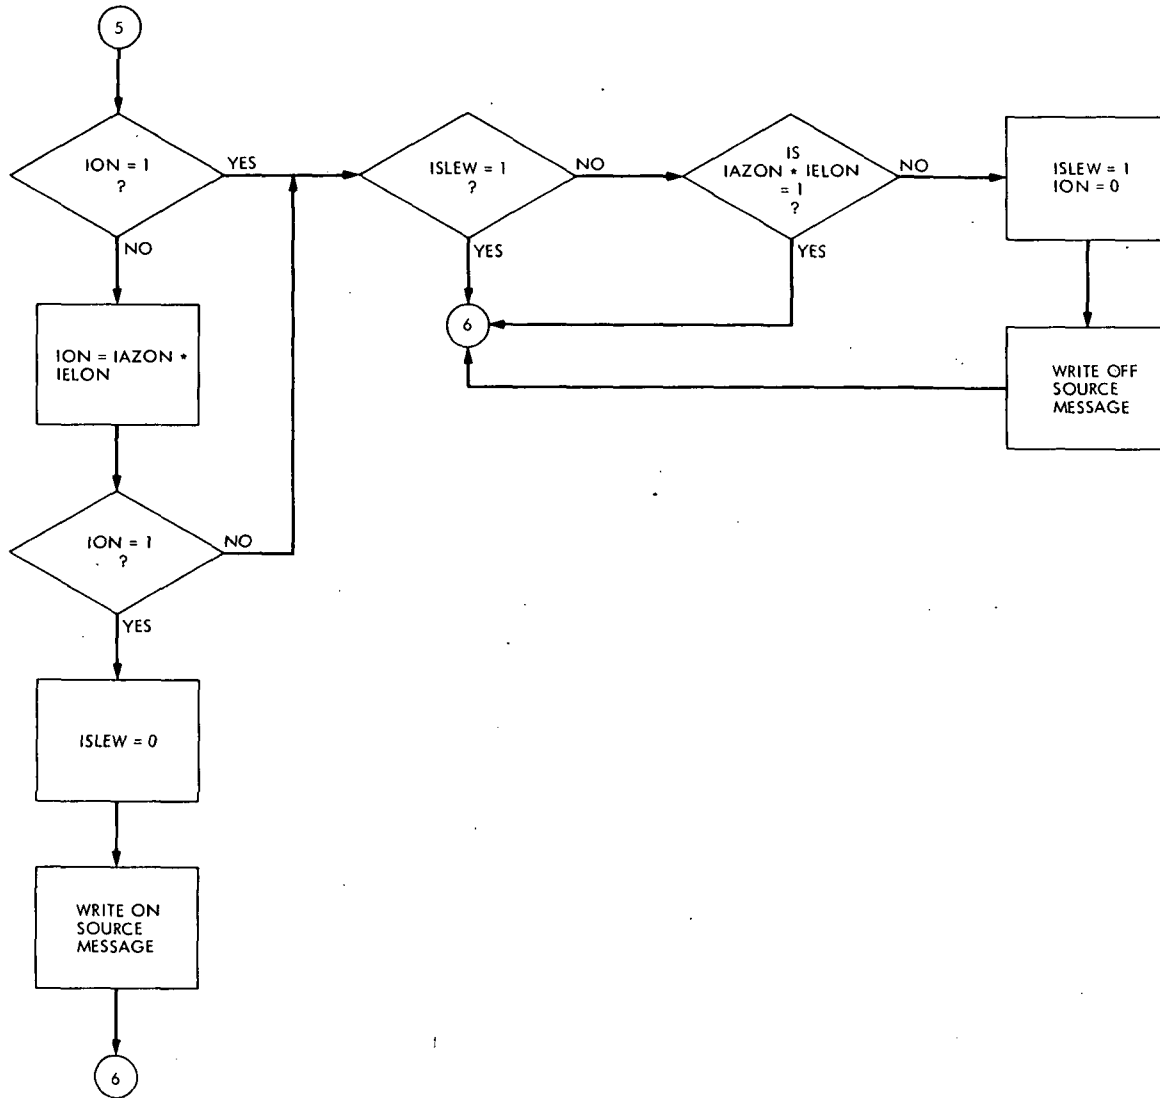 5
ION = 1
?
YES
NO
ISLEW = 1
?
NO
YES
IS
IAZON * IELON
= 1
?
NO
YES
ISLEW = 1
ION = 0
6
WRITE OFF
SOURCE
MESSAGE
ION = IAZON *
IELON
ION = 1
?
NO
YES
ISLEW = 0
WRITE ON
SOURCE
MESSAGE
6